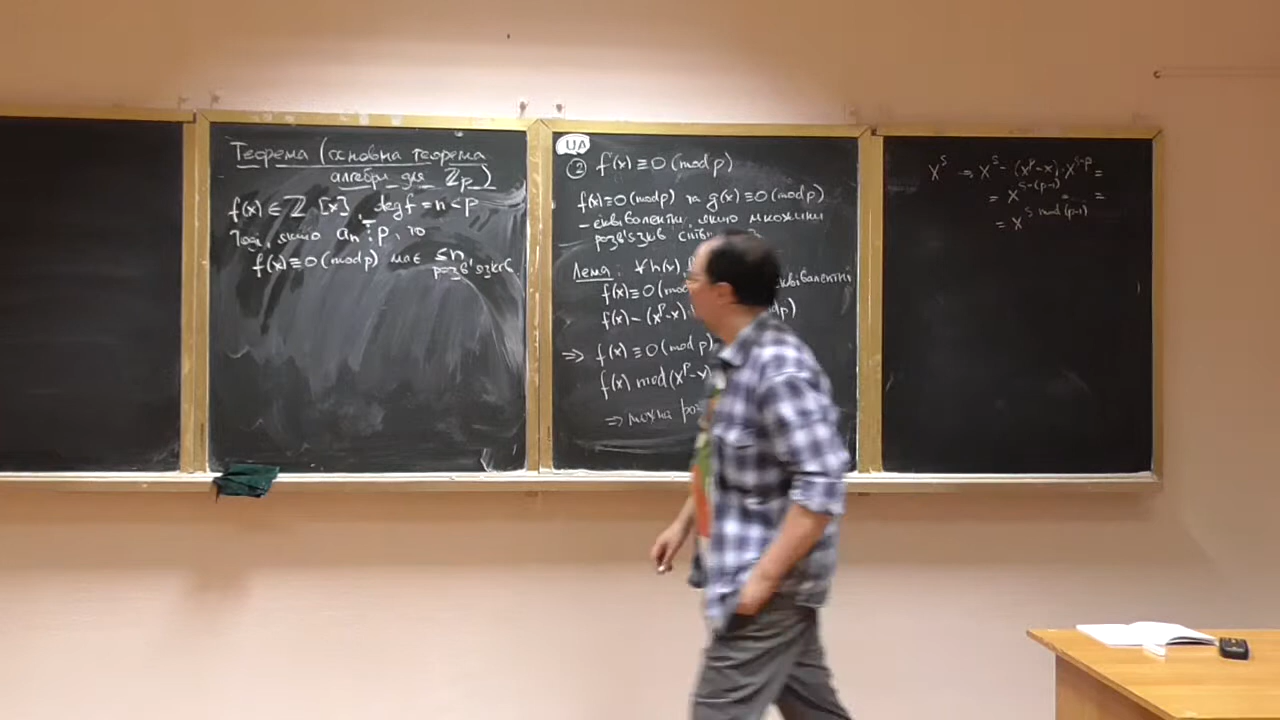 Теорема (основна теорема
алгебри для ℤp)
f(x) ∈ ℤ [x], deg f = n < p
Тоді, якщо aₙ ⋮̸ p, то
f(x) ≡ 0 (mod p) має ≤ n
розв'язків
UA
② f(x) ≡ 0 (mod p)
f(x) ≡ 0 (mod p) та g(x) ≡ 0 (mod p)
- еквівалентні, якщо множини
розв'язків
Лема: ∀ h(x)
f(x) ≡ 0 (mod еквівалентні
f(x) - (xᵖ-x) p)
⇒ f(x) ≡ 0 (mod p)
f(x) mod (xᵖ-x)
⇒ можна
xˢ → xˢ - (xᵖ-x) · xˢ⁻ᵖ =
= xˢ⁻⁽ᵖ⁻¹⁾ = ... =
= x^{s mod (p-1)}